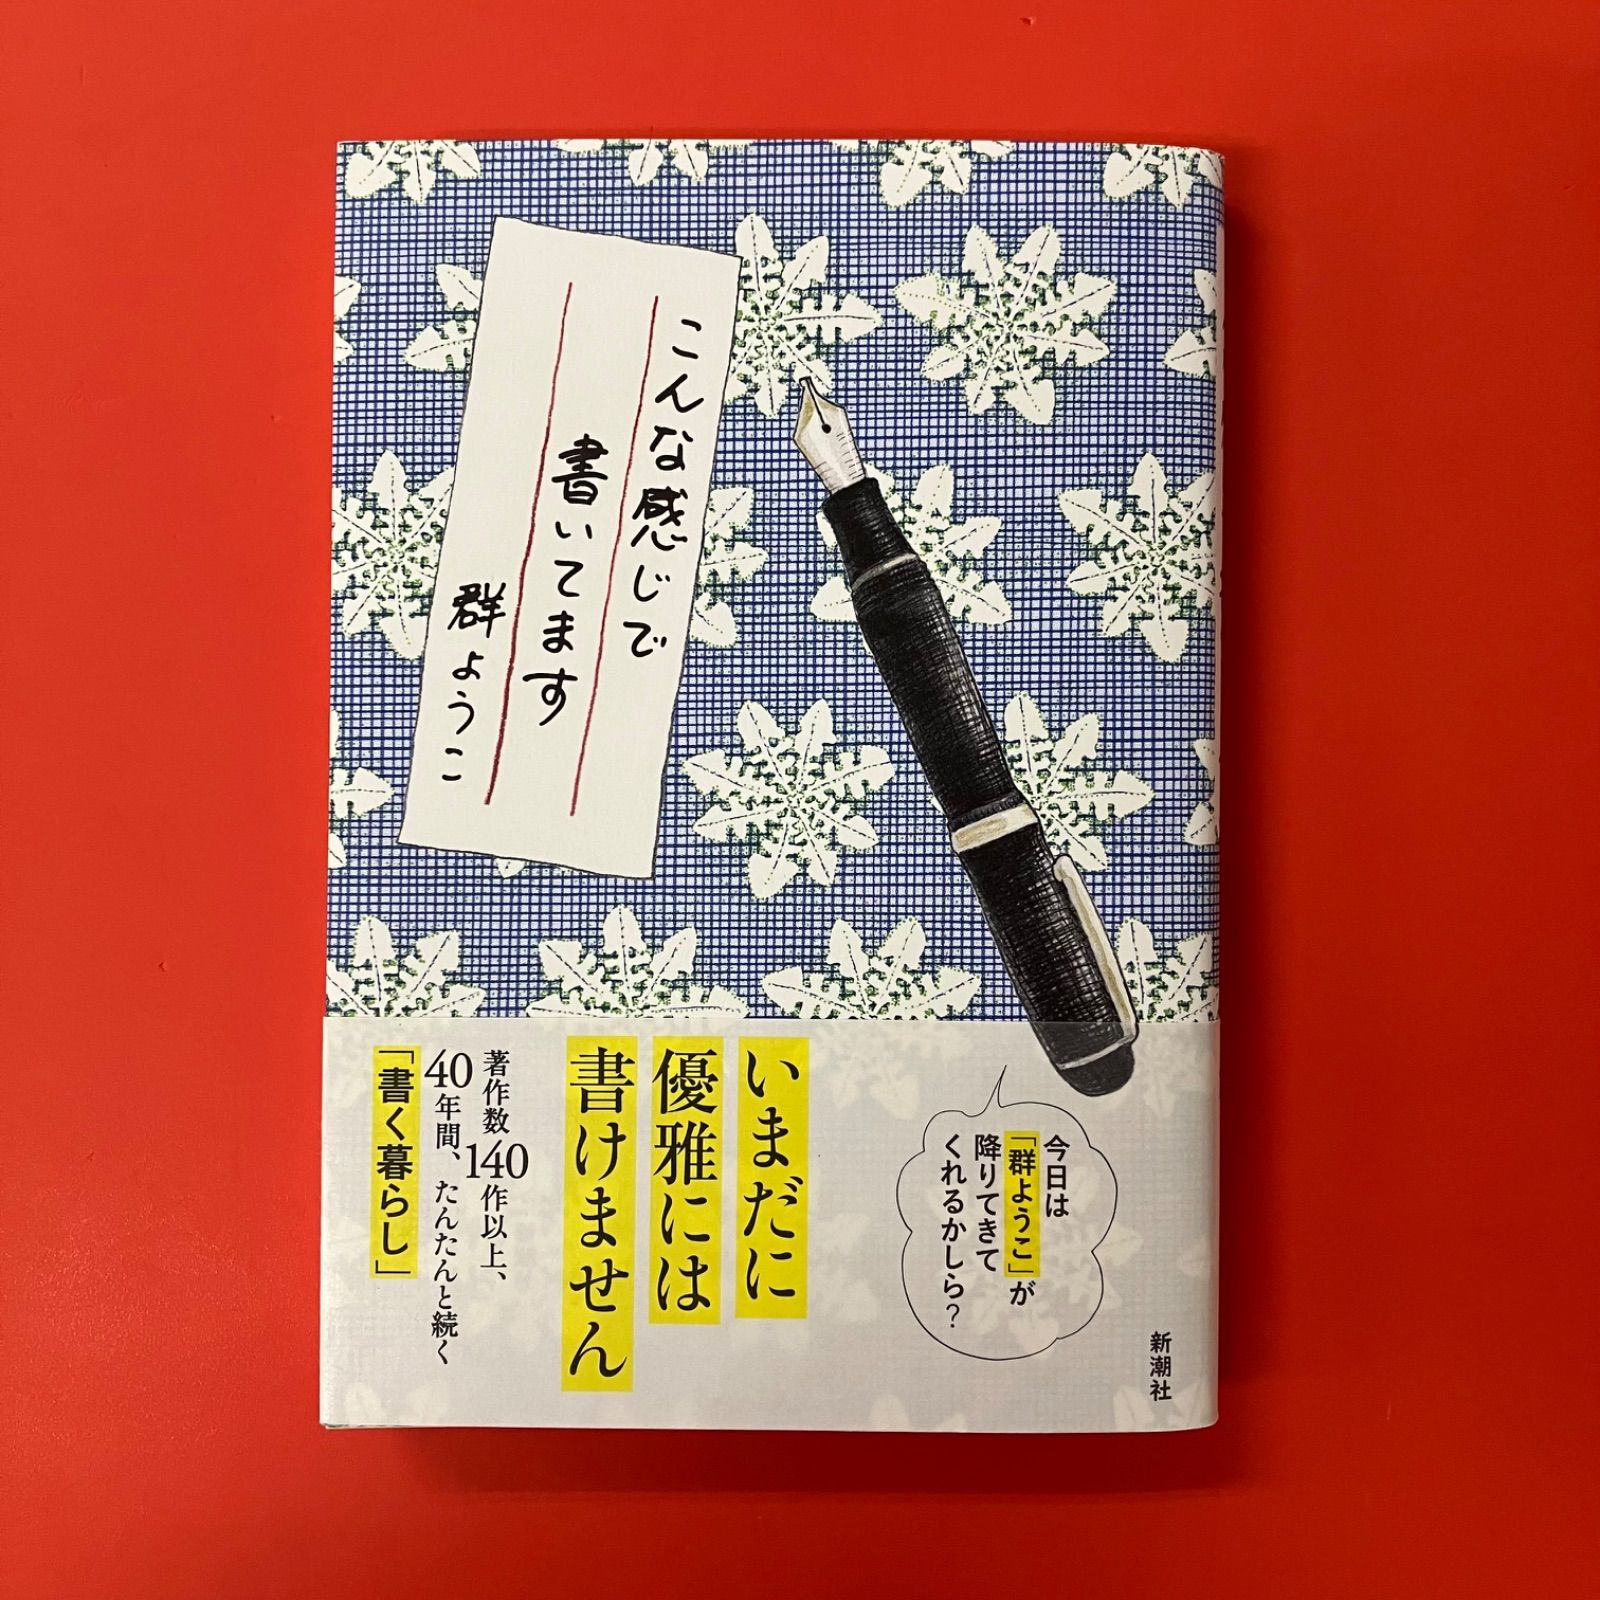 こんな感じで
書いてます
群ようこ
今日は
「群ようこ」が
降りてきて
くれるかしら？
いまだに
優雅には
書けません
著作数140作以上、
40年間、たんたんと続く
「書く暮らし」
新潮社